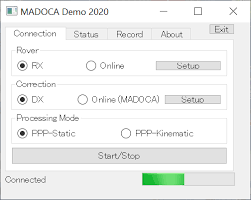 MADOCA Demo 2020
Connection Status Record About Exit
Rover
RX Online Setup
Correction
DX Online (MADOCA) Setup
Processing Mode
PPP-Static PPP-Kinematic
Start/Stop
Connected